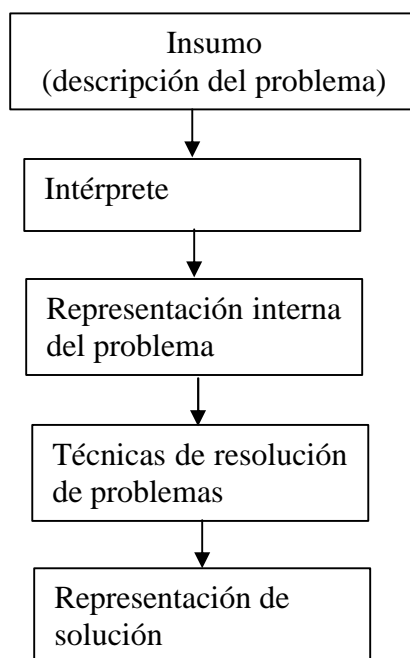 Insumo
(descripción del problema)
Intérprete
Representación interna
del problema
Técnicas de resolución
de problemas
Representación de
solución